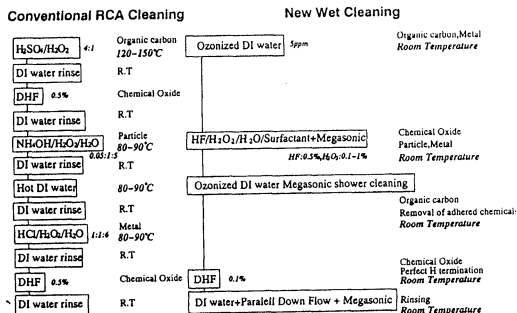 Conventional RCA Cleaning
New Wet Cleaning
H₂SO₄/H₂O₂ 4:1 Organic carbon
120~150℃
DI water rinse R.T
DHF 0.5% Chemical Oxide
DI water rinse R.T
NH₄OH/H₂O₂/H₂O Particle
0.05:1:5 80~90℃
DI water rinse R.T
Hot DI water 80~90℃
DI water rinse R.T
HCl/H₂O₂/H₂O 1:1:6 Metal
80~90℃
DI water rinse R.T
DHF 0.5% Chemical Oxide
DI water rinse R.T
Ozonized DI water 5ppm Organic carbon,Metal
Room Temperature
HF/H₂O₂/H₂O/Surfactant+Megasonic Chemical Oxide
Particle,Metal
HF:0.5%,H₂O₂:0.1~1% Room Temperature
Ozonized DI water Megasonic shower cleaning
Organic carbon
Removal of adhered chemical
Room Temperature
Chemical Oxide
Perfect H termination
DHF 0.1% Room Temperature
DI water+Paralell Down Flow + Megasonic Rinsing
Room Temperature